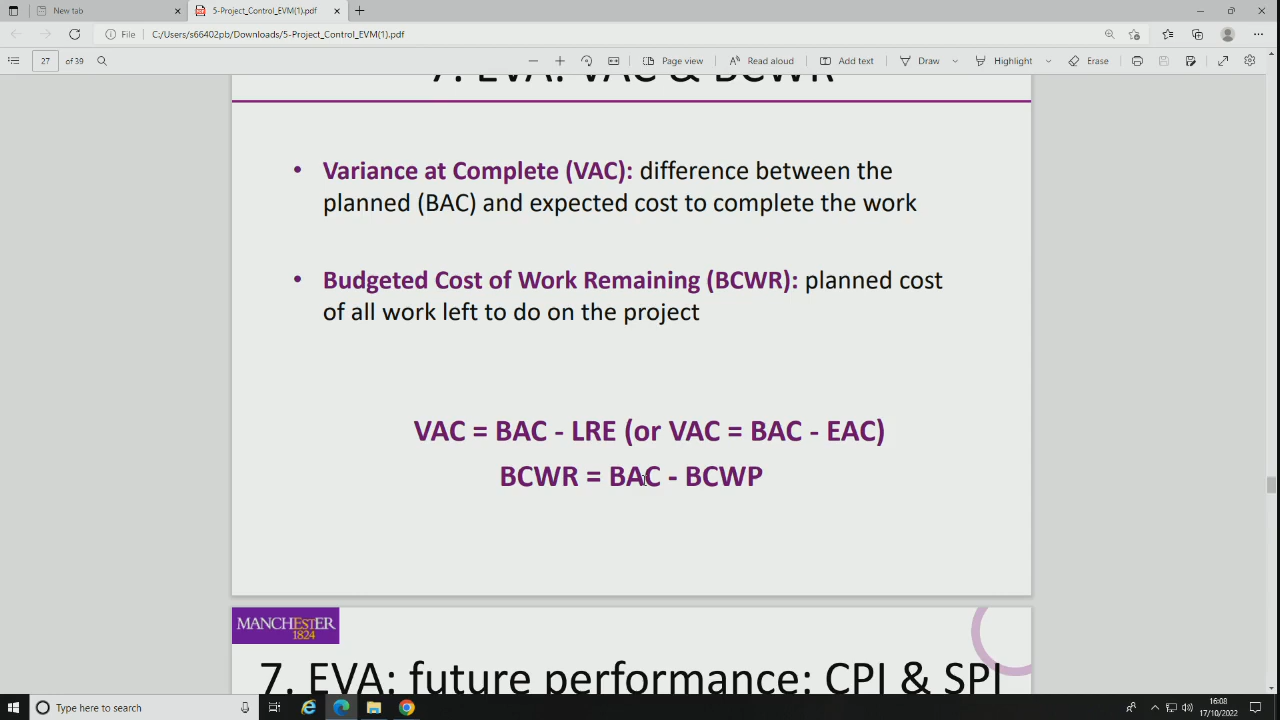 New tab
5-Project_Control_EVM(1).pdf
File
C:/Users/s66402pb/Downloads/5-Project_Control_EVM(1).pdf
27 of 39
Page view
Read aloud
Add text
Draw
Highlight
Erase
7. EVA: VAC & BCWR
• Variance at Complete (VAC): difference between the
planned (BAC) and expected cost to complete the work
• Budgeted Cost of Work Remaining (BCWR): planned cost
of all work left to do on the project
VAC = BAC - LRE (or VAC = BAC - EAC)
BCWR = BAC - BCWP
MANCHESTER
1824
7. EVA: future performance: CPI & SPI
Type here to search
16:08
17/10/2022